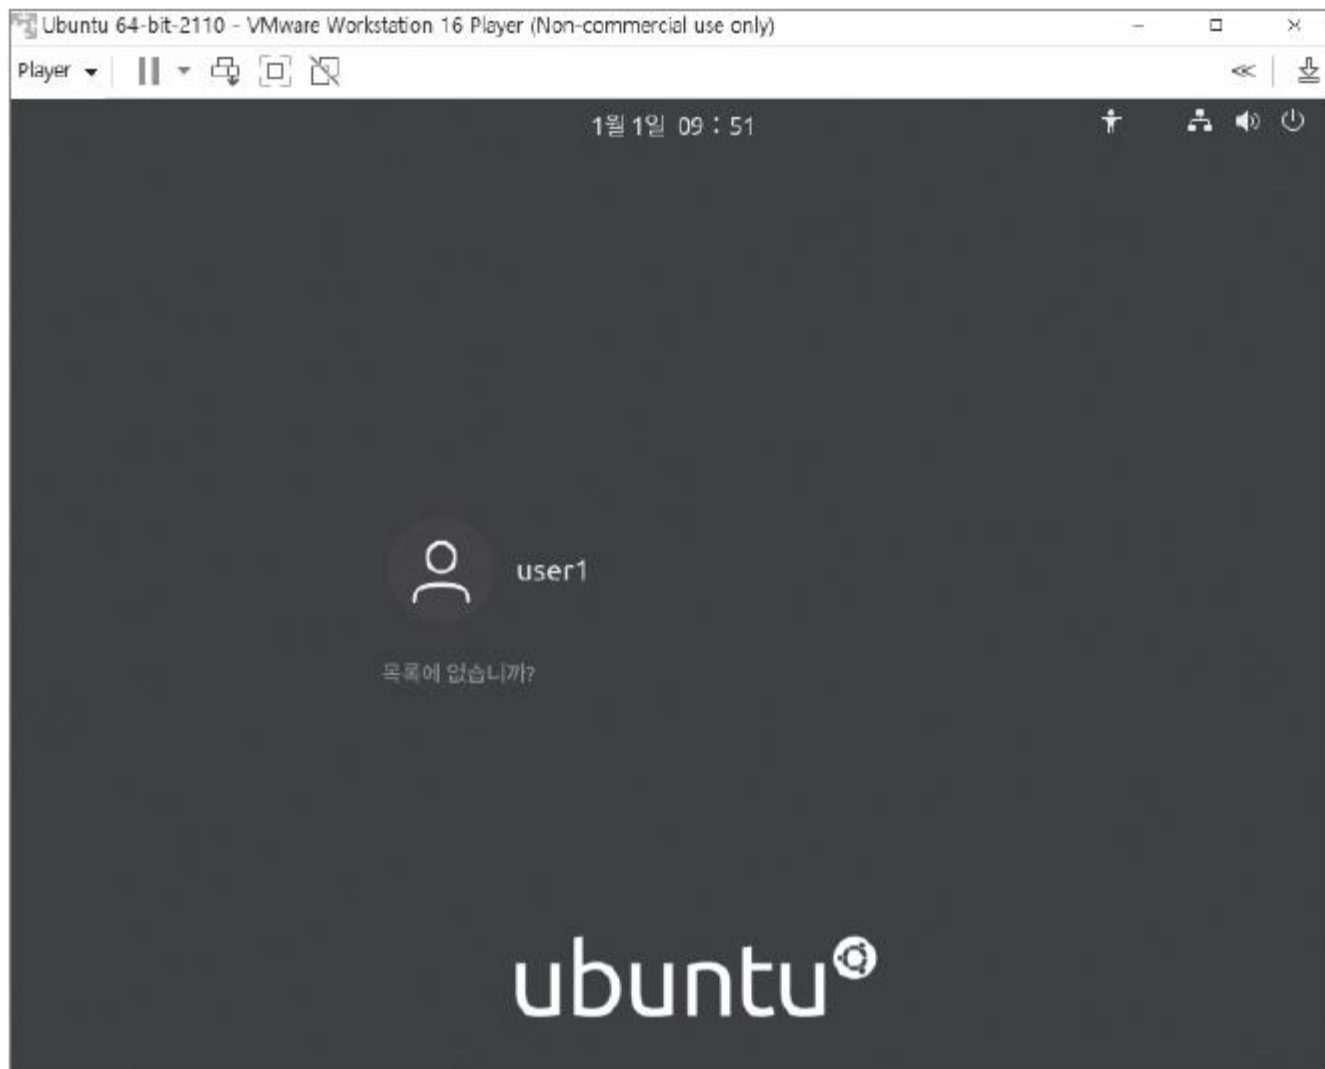 Ubuntu 64-bit-2110 - VMware Workstation 16 Player (Non-commercial use only)
Player
1월 1일 09 : 51
user1
목록에 없습니까?
ubuntu